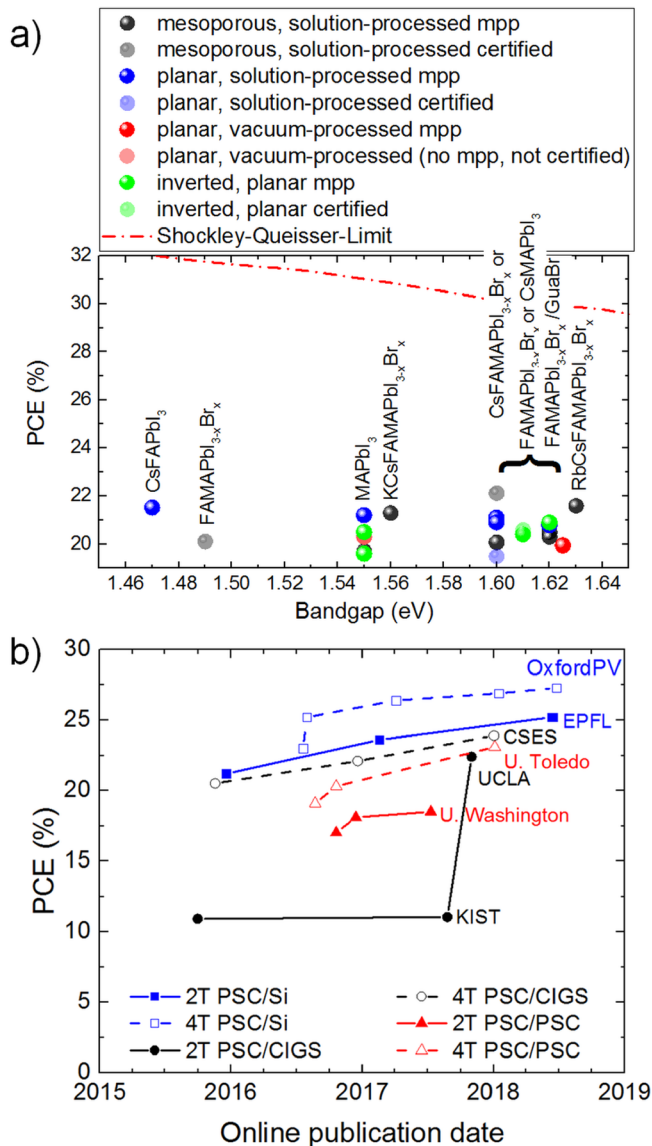 a)
mesoporous, solution-processed mpp
mesoporous, solution-processed certified
planar, solution-processed mpp
planar, solution-processed certified
planar, vacuum-processed mpp
planar, vacuum-processed (no mpp, not certified)
inverted, planar mpp
inverted, planar certified
Shockley-Queisser-Limit
PCE (%)
32
30
28
26
24
22
20
CsFAPbI3
FAMAPbI3-xBrx
MAPbI3
KCsFAMAPbI3-xBrx
CsFAMAPbI3-xBrx or
FAMAPbI3-xBrx or CsMAPbI3
FAMAPbI3-xBrx/GuaBr
RbCsFAMAPbI3-xBrx
1.46 1.48 1.50 1.52 1.54 1.56 1.58 1.60 1.62 1.64
Bandgap (eV)
b)
PCE (%)
30
25
20
15
10
5
0
OxfordPV
EPFL
CSES
U. Toledo
UCLA
U. Washington
KIST
2T PSC/Si
4T PSC/Si
2T PSC/CIGS
4T PSC/CIGS
2T PSC/PSC
4T PSC/PSC
2015 2016 2017 2018 2019
Online publication date